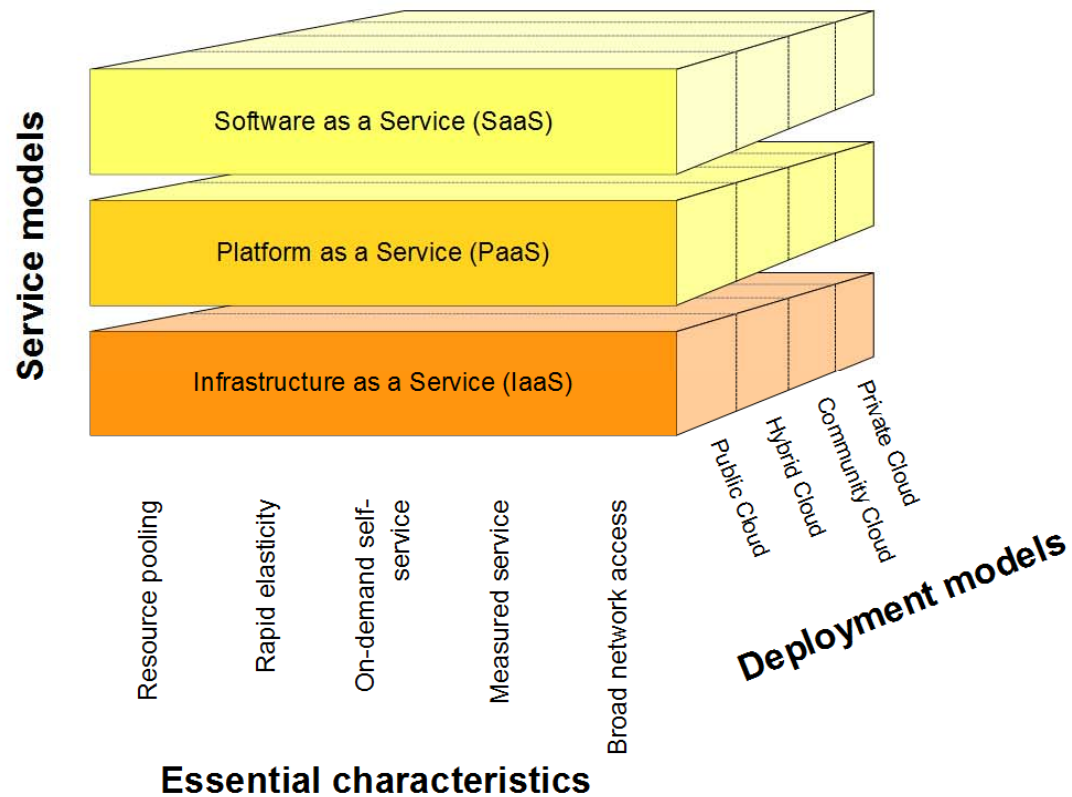 Service models
Software as a Service (SaaS)
Platform as a Service (PaaS)
Infrastructure as a Service (IaaS)
Public Cloud
Hybrid Cloud
Community Cloud
Private Cloud
Deployment models
Resource pooling
Rapid elasticity
On-demand self-
service
Measured service
Broad network access
Essential characteristics